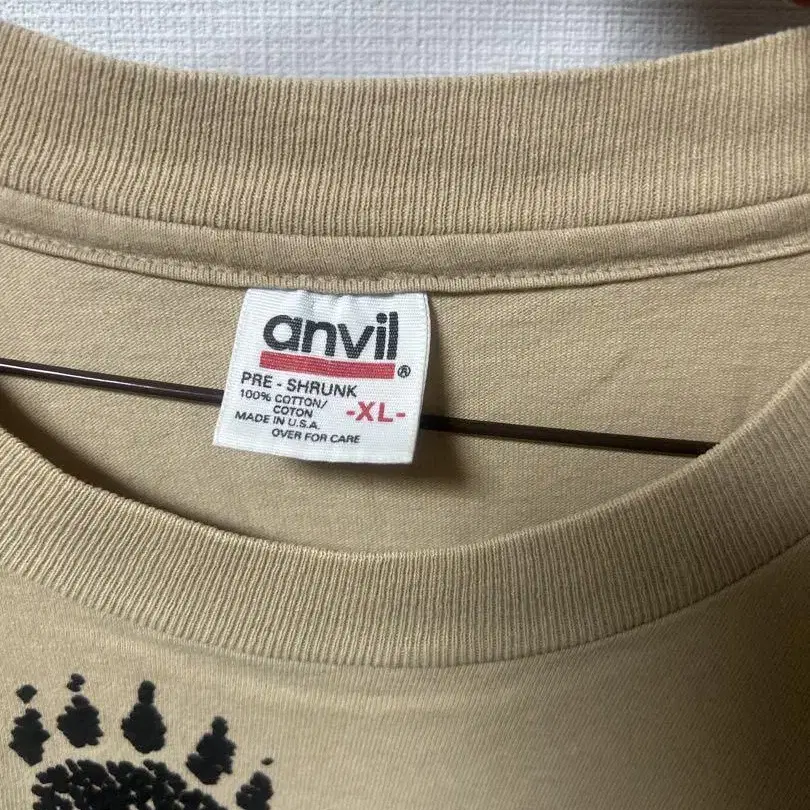 anvil
®
PRE - SHRUNK
100% COTTON/
COTON
-XL-
MADE IN U.S.A.
OVER FOR CARE